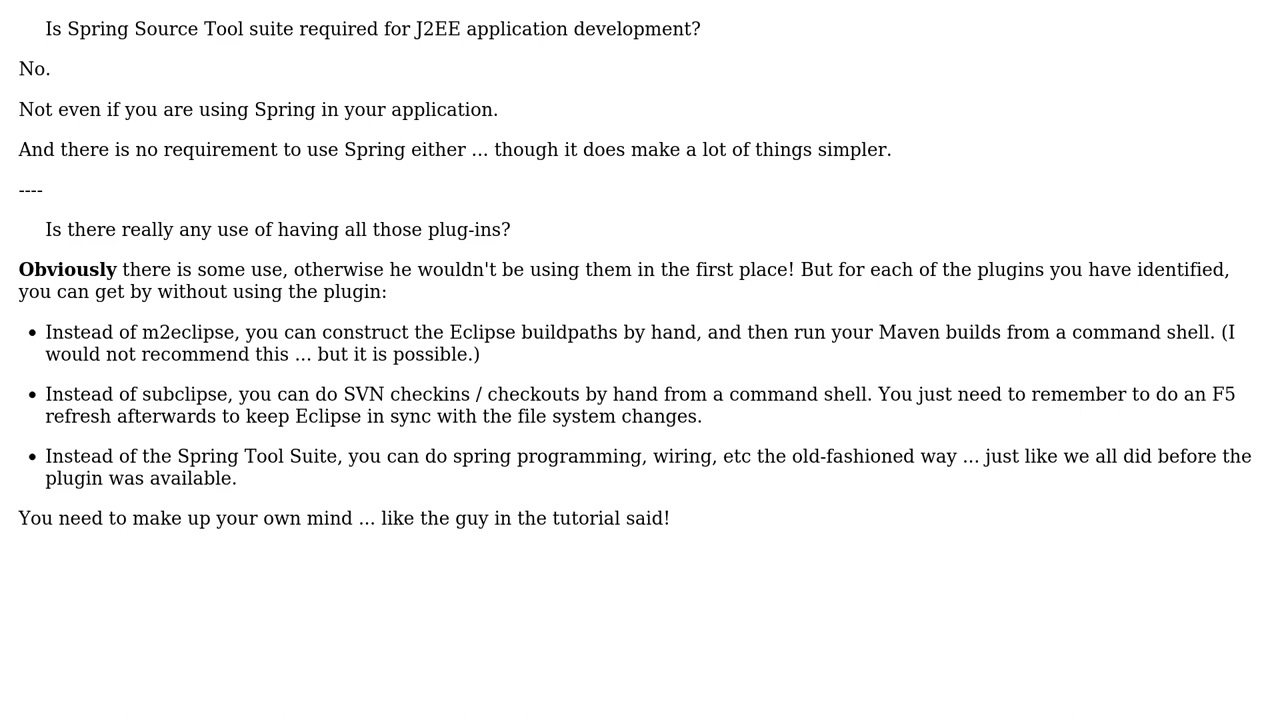 Is Spring Source Tool suite required for J2EE application development?
No.
Not even if you are using Spring in your application.
And there is no requirement to use Spring either ... though it does make a lot of things simpler.
----
Is there really any use of having all those plug-ins?
Obviously there is some use, otherwise he wouldn't be using them in the first place! But for each of the plugins you have identified,
you can get by without using the plugin:
• Instead of m2eclipse, you can construct the Eclipse buildpaths by hand, and then run your Maven builds from a command shell. (I
would not recommend this ... but it is possible.)
• Instead of subclipse, you can do SVN checkins / checkouts by hand from a command shell. You just need to remember to do an F5
refresh afterwards to keep Eclipse in sync with the file system changes.
• Instead of the Spring Tool Suite, you can do spring programming, wiring, etc the old-fashioned way ... just like we all did before the
plugin was available.
You need to make up your own mind ... like the guy in the tutorial said!